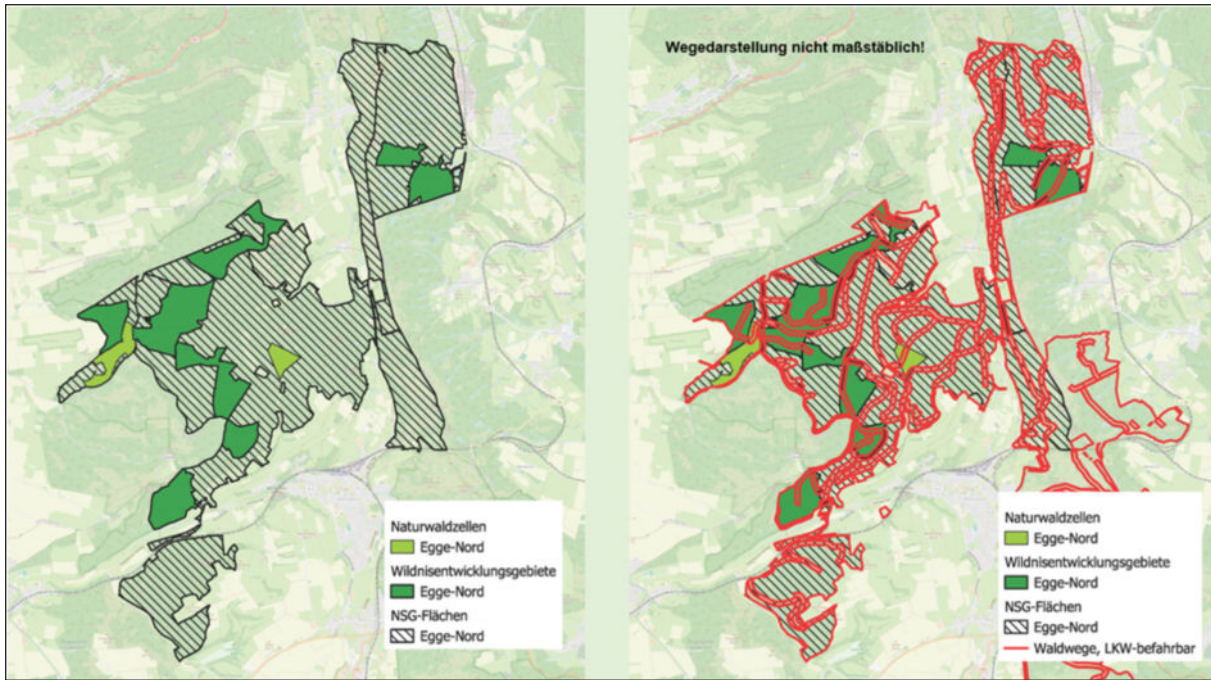 Wegedarstellung nicht maßstäblich!
Naturwaldzellen
Egge-Nord
Wildnisentwicklungsgebiete
Egge-Nord
NSG-Flächen
Egge-Nord
Naturwaldzellen
Egge-Nord
Wildnisentwicklungsgebiete
Egge-Nord
NSG-Flächen
Egge-Nord
Waldwege, LKW-befahrbar